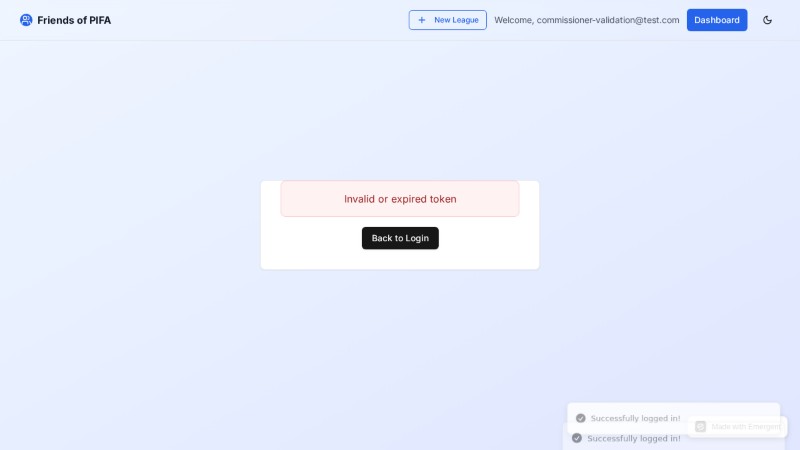 Friends of PIFA
New League
Welcome, commissioner-validation@test.com
Dashboard
Invalid or expired token
Back to Login
Successfully logged in!
Made with Emergent
Successfully logged in!